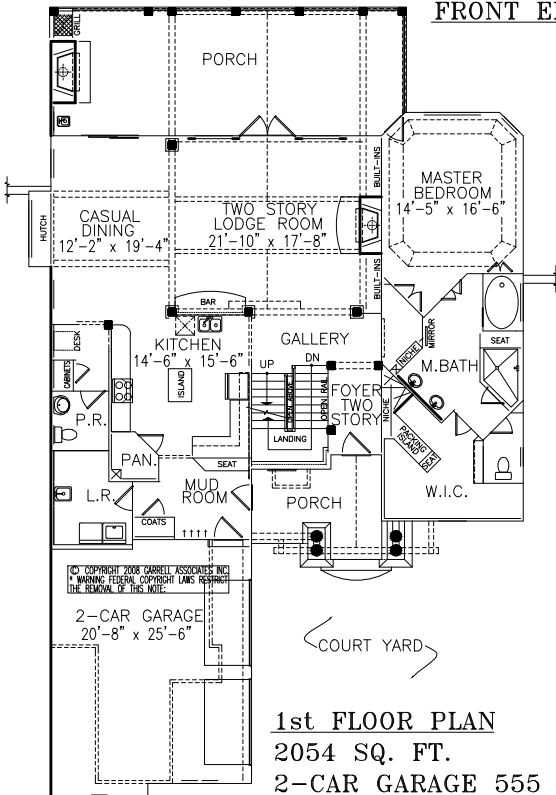 FRONT E
GRILL
PORCH
MASTER
BEDROOM
14'-5" x 16'-6"
BUILT-INS
HUTCH
CASUAL
DINING
12'-2" x 19'-4"
TWO STORY
LODGE ROOM
21'-10" x 17'-8"
BUILT-INS
BAR
DESK
KITCHEN
14'-6" x 15'-6"
GALLERY
MIRROR
SEAT
NICHE
M.BATH
CABINETS
ISLAND
UP
DN
OPEN ABOVE
OPEN RAIL
FOYER
TWO
STORY
NICHE
P.R.
LANDING
PACKING
ISLAND
SEAT
PAN.
SEAT
MUD
ROOM
L.R.
PORCH
W.I.C.
COATS
© COPYRIGHT 2008 GARRELL ASSOCIATES INC.
* WARNING FEDERAL COPYRIGHT LAWS RESTRICT
THE REMOVAL OF THIS NOTE:
2-CAR GARAGE
20'-8" x 25'-6"
COURT YARD
1st FLOOR PLAN
2054 SQ. FT.
2-CAR GARAGE 555